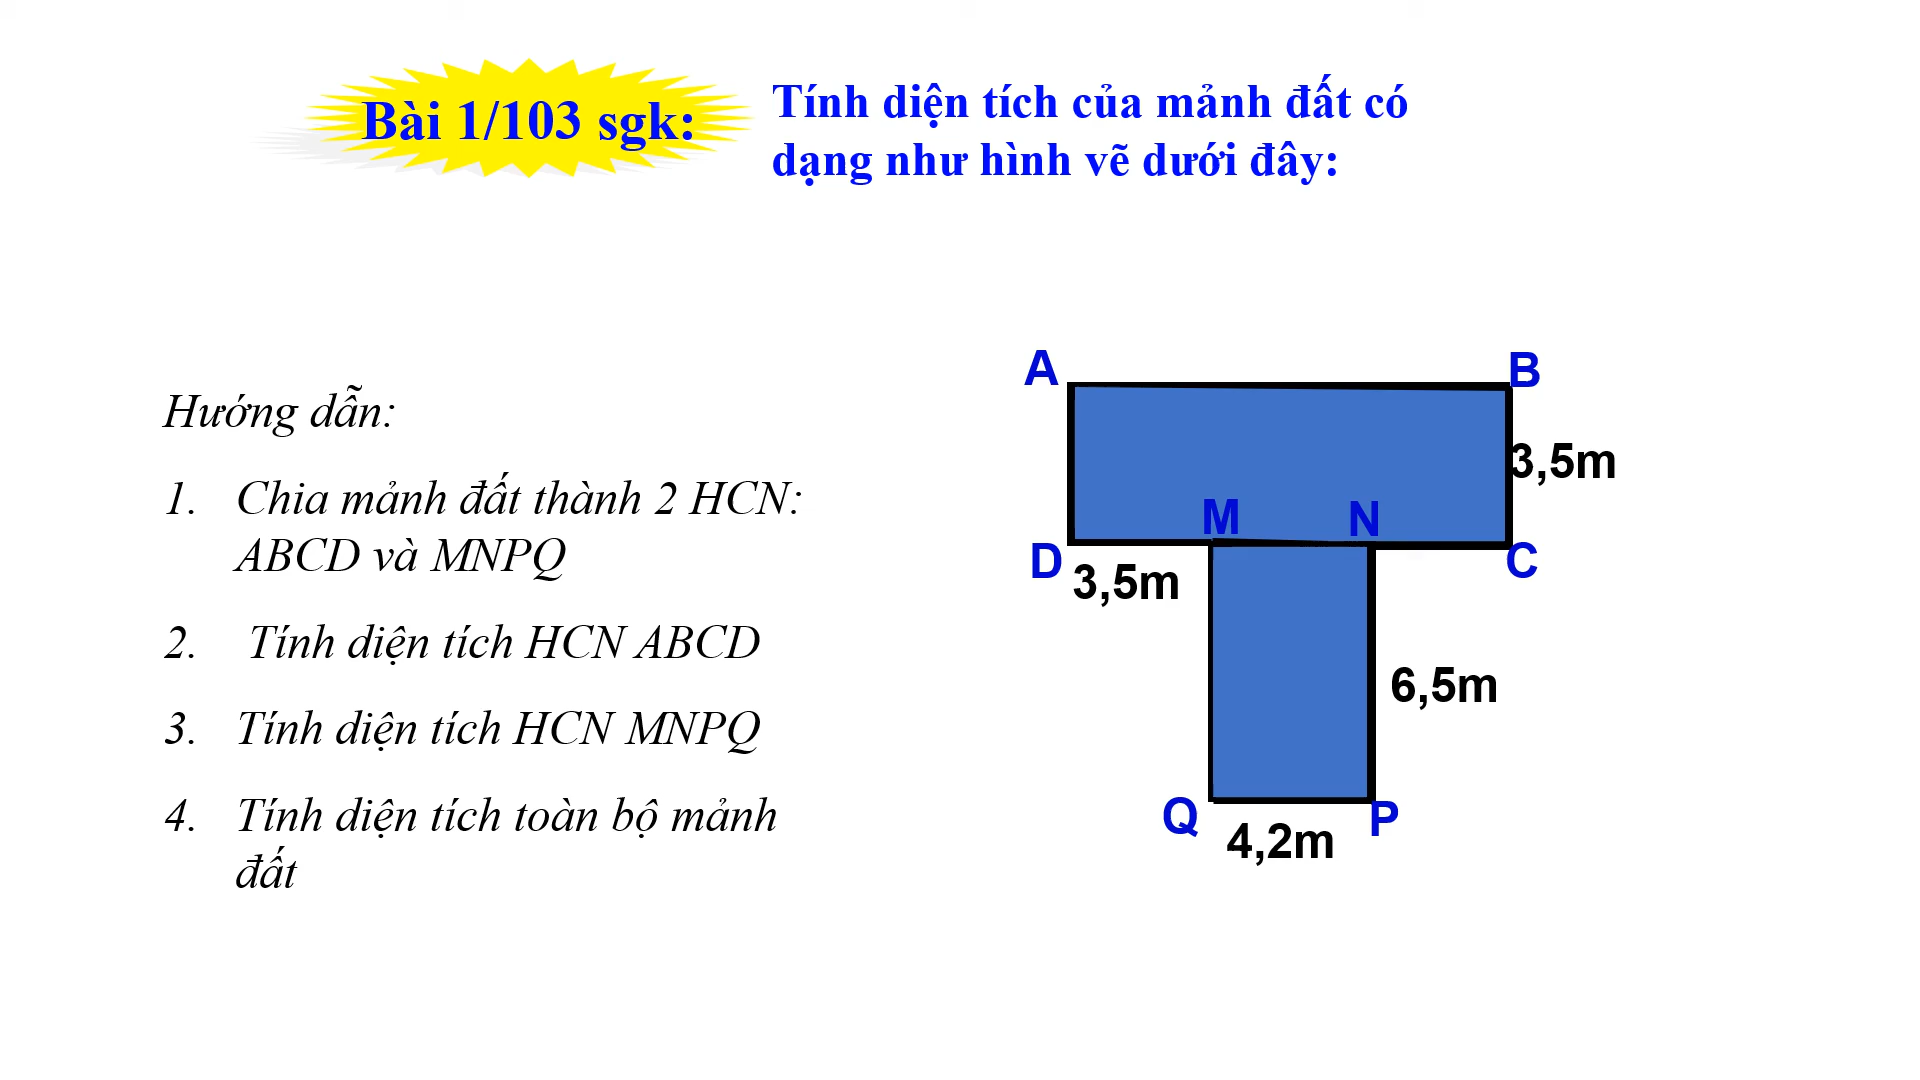 Bài 1/103 sgk:
Tính diện tích của mảnh đất có
dạng như hình vẽ dưới đây:
Hướng dẫn:
1. Chia mảnh đất thành 2 HCN:
ABCD và MNPQ
2. Tính diện tích HCN ABCD
3. Tính diện tích HCN MNPQ
4. Tính diện tích toàn bộ mảnh
đất
A
B
3,5m
M
N
D
C
3,5m
6,5m
Q
P
4,2m